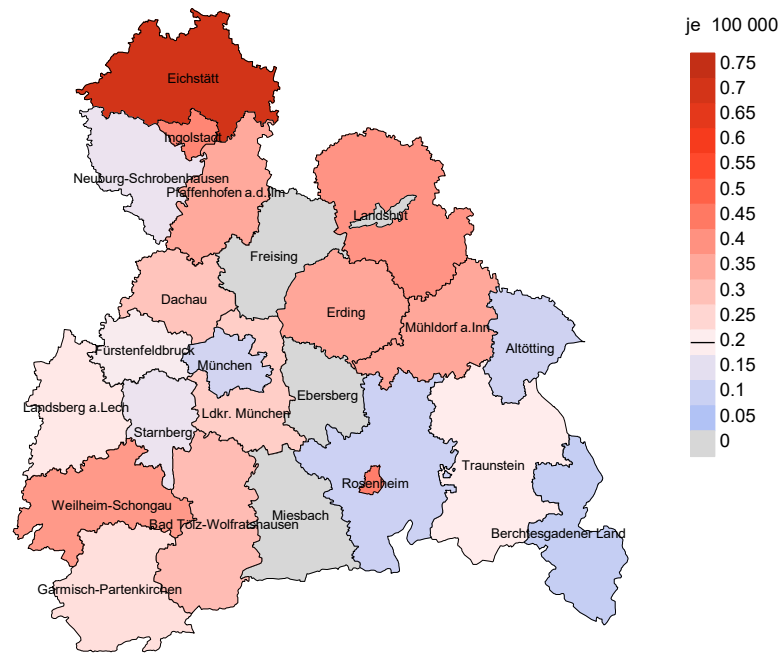 je 100 000
Eichstätt
Ingolstadt
Neuburg-Schrobenhausen
Pfaffenhofen a.d.Ilm
Landshut
Freising
Dachau
Erding
Mühldorf a.Inn
Altötting
Fürstenfeldbruck
München
Ebersberg
Landsberg a.Lech
Ldkr. München
Starnberg
Traunstein
Rosenheim
Weilheim-Schongau
Miesbach
Bad Tölz-Wolfratshausen
Berchtesgadener Land
Garmisch-Partenkirchen
0.75
0.7
0.65
0.6
0.55
0.5
0.45
0.4
0.35
0.3
0.25
0.2
0.15
0.1
0.05
0